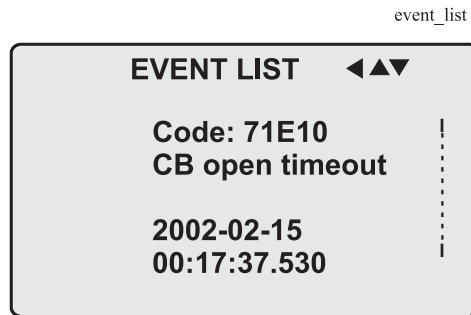 event_list
EVENT LIST ◀▲▼
Code: 71E10
CB open timeout
2002-02-15
00:17:37.530